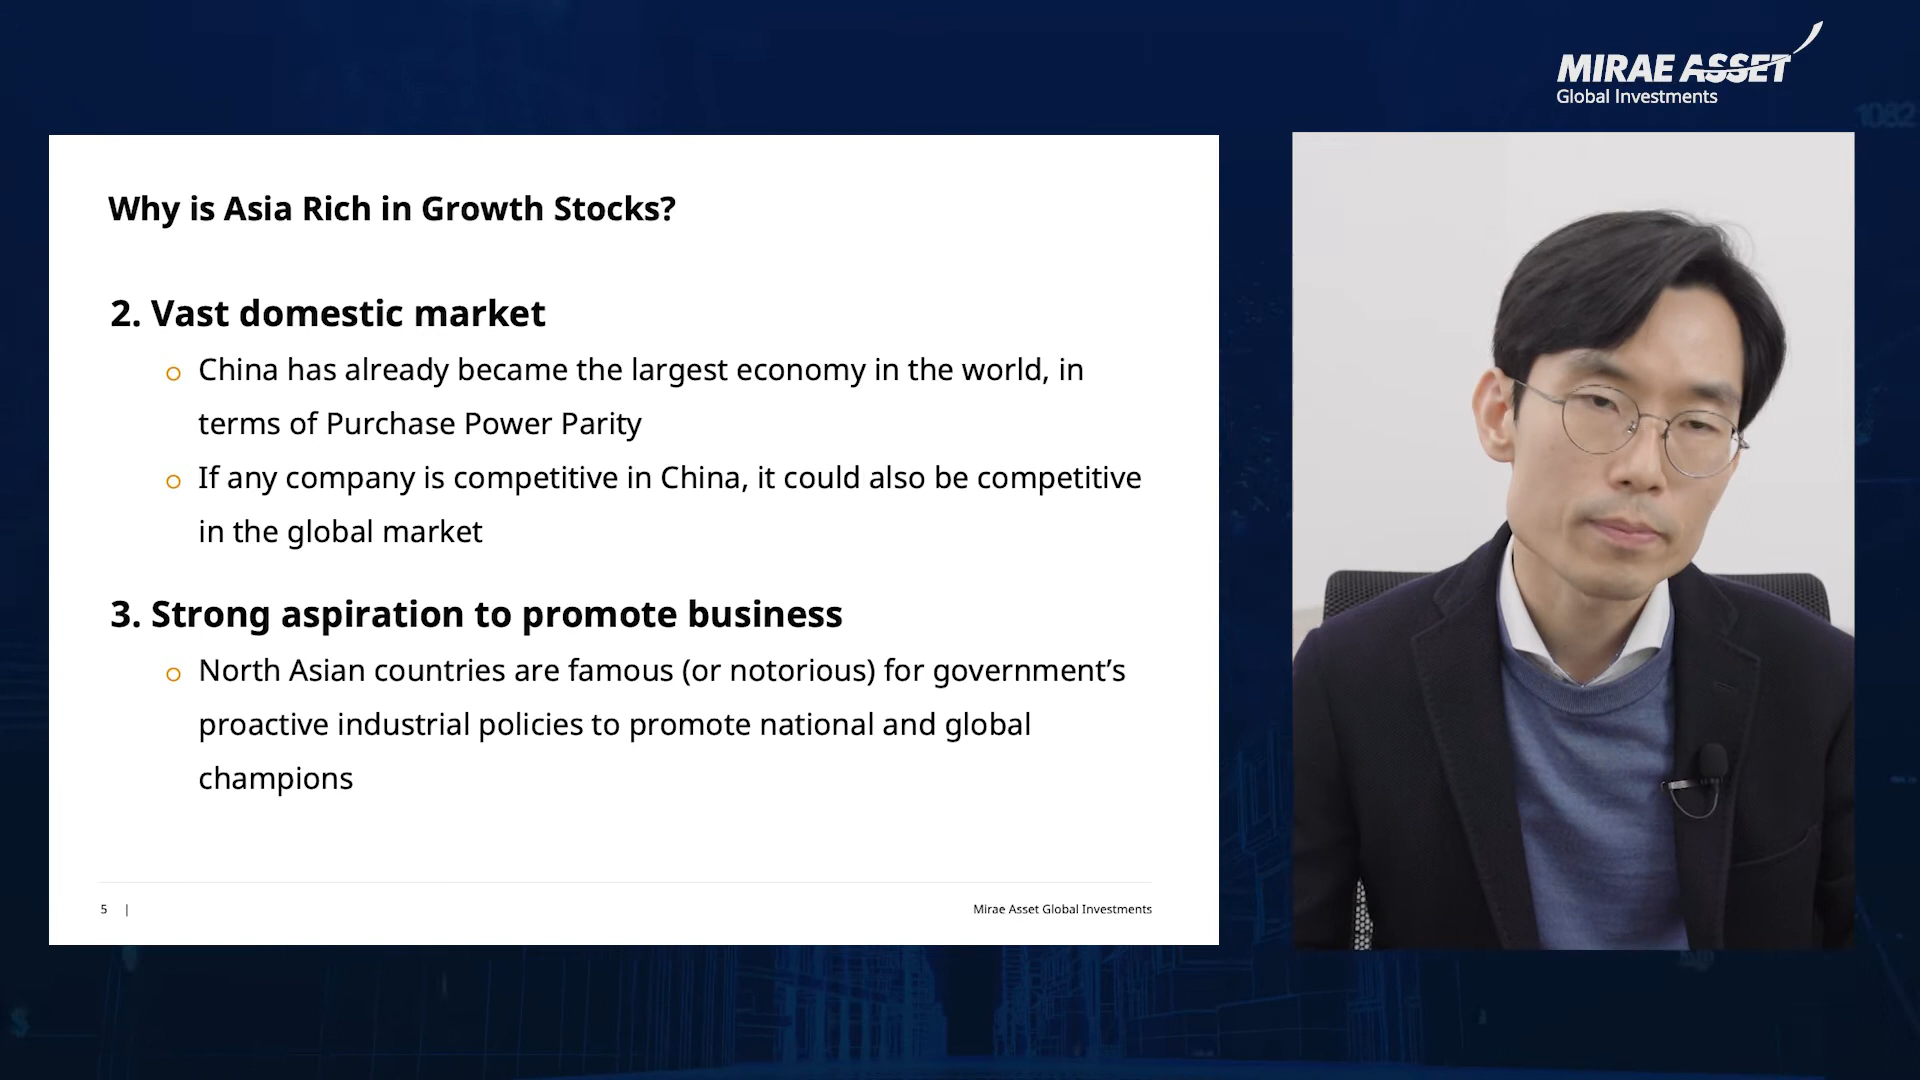 MIRAE ASSET
Global Investments
1082
Why is Asia Rich in Growth Stocks?
2. Vast domestic market
o China has already became the largest economy in the world, in
terms of Purchase Power Parity
o If any company is competitive in China, it could also be competitive
in the global market
3. Strong aspiration to promote business
o North Asian countries are famous (or notorious) for government’s
proactive industrial policies to promote national and global
champions
5 |
Mirae Asset Global Investments
$